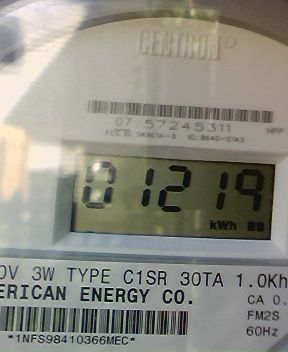 CENTRON®
07 57245311
HPP
01219
kWh
0V 3W TYPE C1SR 30TA 1.0Kh
ERICAN ENERGY CO.
CA 0.
FM2S
60Hz
*1NFS98410366MEC*